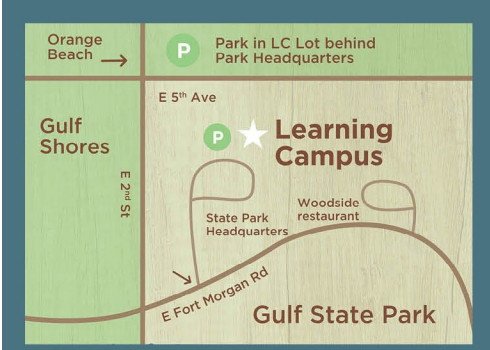 Orange
Beach
P
Park in LC Lot behind
Park Headquarters
E 5th Ave
Gulf
Shores
P
Learning
Campus
E 2nd St
State Park
Headquarters
Woodside
restaurant
E Fort Morgan Rd
Gulf State Park